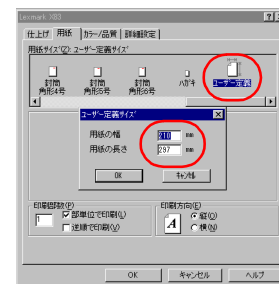 Lexmark X83
仕上げ 用紙 カラー/品質 詳細設定
用紙サイズ(Z): ユーザー定義サイズ
封筒 角形4号
封筒 角形5号
封筒 角形6号
ハガキ
ユーザー定義
ユーザー定義サイズ
用紙の幅 210 mm
用紙の長さ 297 mm
OK キャンセル
印刷部数(P)
1
部単位で印刷(L)
逆順で印刷(V)
印刷方向(E)
A
縦(O)
横(N)
OK キャンセル ヘルプ